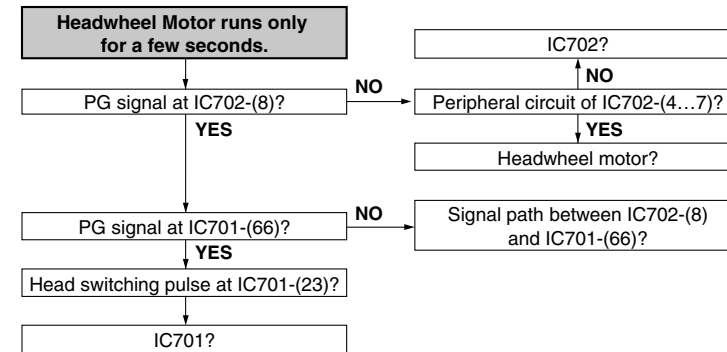 Headwheel Motor runs only
for a few seconds.
IC702?
NO
PG signal at IC702-(8)?
NO
Peripheral circuit of IC702-(4…7)?
YES
YES
Headwheel motor?
PG signal at IC701-(66)?
NO
Signal path between IC702-(8)
and IC701-(66)?
YES
Head switching pulse at IC701-(23)?
IC701?